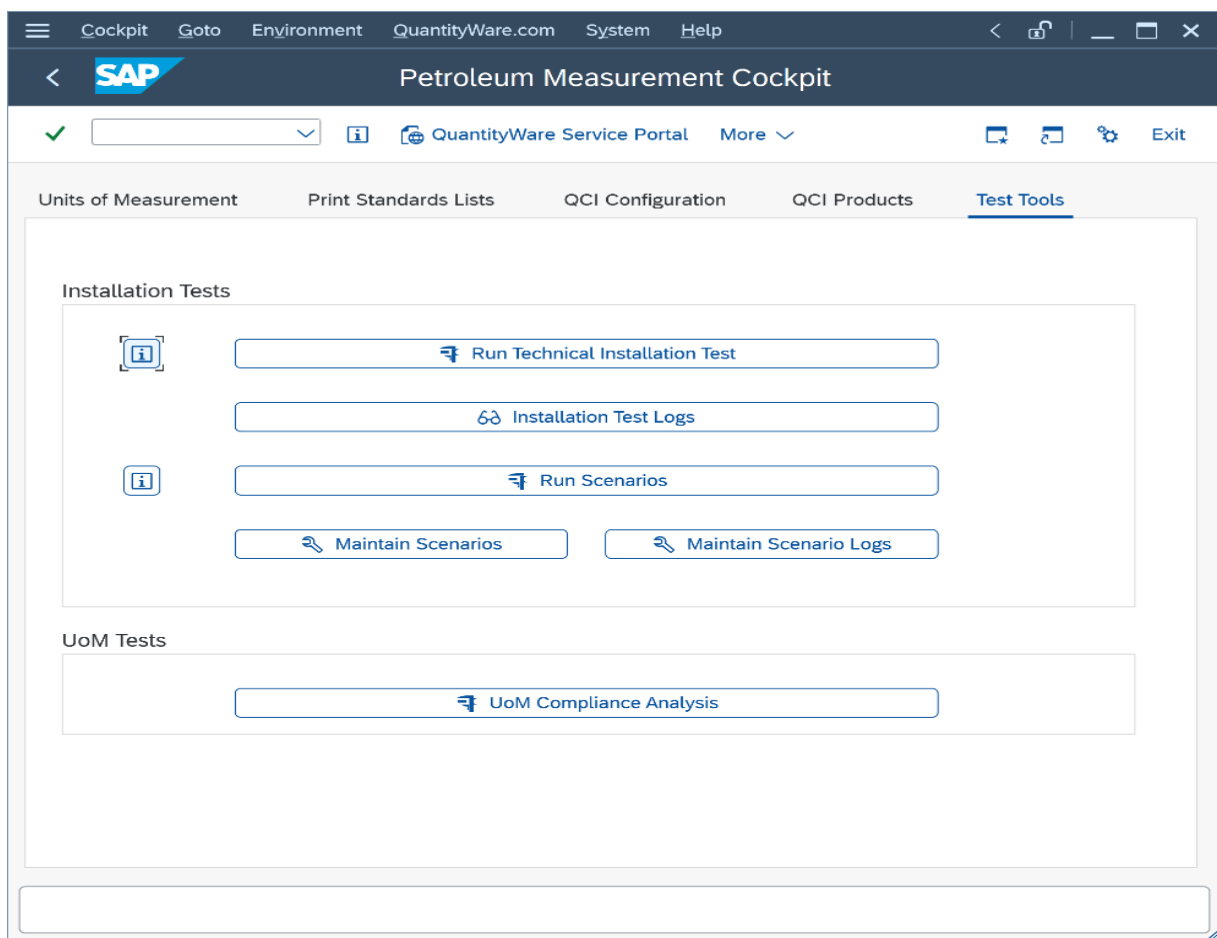 Cockpit Goto Environment QuantityWare.com System Help
SAP Petroleum Measurement Cockpit
QuantityWare Service Portal More Exit
Units of Measurement Print Standards Lists QCI Configuration QCI Products Test Tools
Installation Tests
Run Technical Installation Test
Installation Test Logs
Run Scenarios
Maintain Scenarios Maintain Scenario Logs
UoM Tests
UoM Compliance Analysis